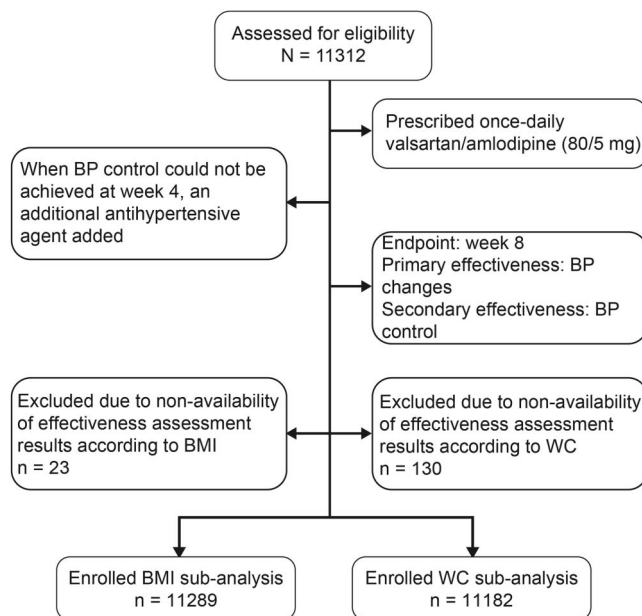 Assessed for eligibility
N = 11312
Prescribed once-daily
valsartan/amlodipine (80/5 mg)
When BP control could not be
achieved at week 4, an
additional antihypertensive
agent added
Endpoint: week 8
Primary effectiveness: BP
changes
Secondary effectiveness: BP
control
Excluded due to non-availability
of effectiveness assessment
results according to BMI
n = 23
Excluded due to non-availability
of effectiveness assessment
results according to WC
n = 130
Enrolled BMI sub-analysis
n = 11289
Enrolled WC sub-analysis
n = 11182